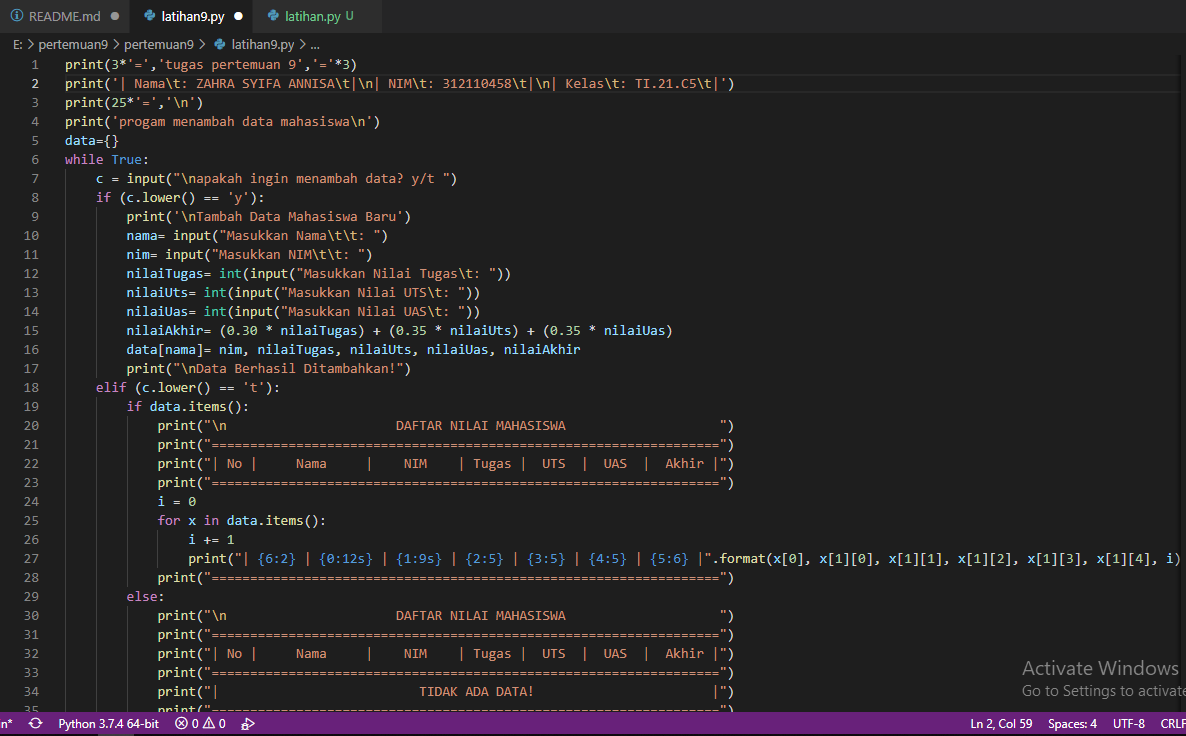 README.md ● latihan9.py ● latihan.py U
E: > pertemuan9 > pertemuan9 > latihan9.py > ...
1 print(3*'=','tugas pertemuan 9','='*3)
2 print('| Nama\t: ZAHRA SYIFA ANNISA\t|\n| NIM\t: 312110458\t|\n| Kelas\t: TI.21.C5\t|')
3 print(25*'=','\n')
4 print('progam menambah data mahasiswa\n')
5 data={}
6 while True:
7     c = input("\napakah ingin menambah data? y/t ")
8     if (c.lower() == 'y'):
9         print('\nTambah Data Mahasiswa Baru')
10         nama= input("Masukkan Nama\t\t: ")
11         nim= input("Masukkan NIM\t\t: ")
12         nilaiTugas= int(input("Masukkan Nilai Tugas\t: "))
13         nilaiUts= int(input("Masukkan Nilai UTS\t: "))
14         nilaiUas= int(input("Masukkan Nilai UAS\t: "))
15         nilaiAkhir= (0.30 * nilaiTugas) + (0.35 * nilaiUts) + (0.35 * nilaiUas)
16         data[nama]= nim, nilaiTugas, nilaiUts, nilaiUas, nilaiAkhir
17         print("\nData Berhasil Ditambahkan!")
18     elif (c.lower() == 't'):
19         if data.items():
20             print("\n                      DAFTAR NILAI MAHASISWA                    ")
21             print("==================================================================")
22             print("| No |     Nama     |    NIM    | Tugas |  UTS  |  UAS  |  Akhir |")
23             print("==================================================================")
24             i = 0
25             for x in data.items():
26                 i += 1
27                 print("| {6:2} | {0:12s} | {1:9s} | {2:5} | {3:5} | {4:5} | {5:6} |".format(x[0], x[1][0], x[1][1], x[1][2], x[1][3], x[1][4], i)
28             print("==================================================================")
29         else:
30             print("\n                      DAFTAR NILAI MAHASISWA                    ")
31             print("==================================================================")
32             print("| No |     Nama     |    NIM    | Tugas |  UTS  |  UAS  |  Akhir |")
33             print("==================================================================")
34             print("|                          TIDAK ADA DATA!                       |")
35             print("==================================================================")
Activate Windows
Go to Settings to activate
n* Python 3.7.4 64-bit 0 0 Ln 2, Col 59 Spaces: 4 UTF-8 CRLF